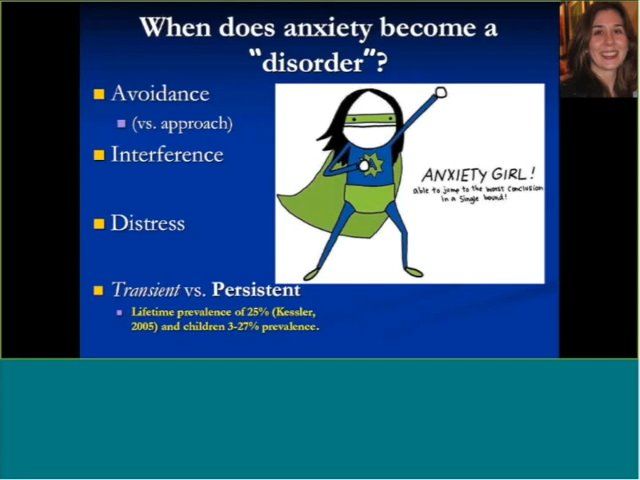 When does anxiety become a
"disorder"?
Avoidance
(vs. approach)
Interference
ANXIETY GIRL!
able to jump to the worst conclusion
in a single bound!
Distress
Transient vs. Persistent
Lifetime prevalence of 25% (Kessler,
2005) and children 3-27% prevalence.